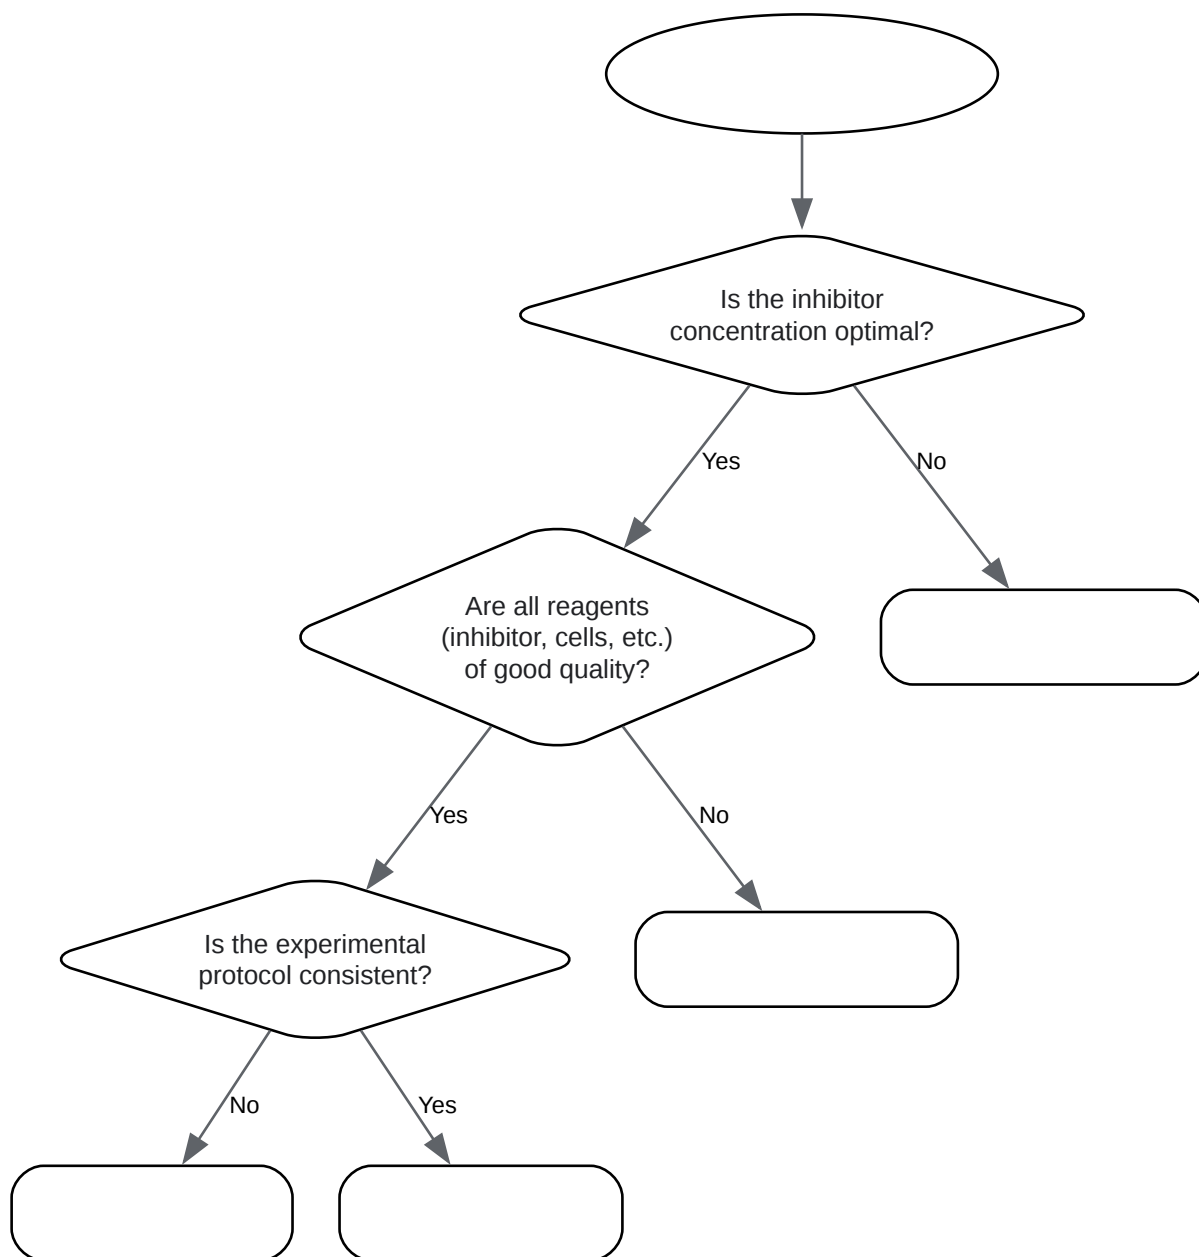 Is the inhibitor
concentration optimal?
Yes
No
Are all reagents
(inhibitor, cells, etc.)
of good quality?
Yes
No
Is the experimental
protocol consistent?
No
Yes